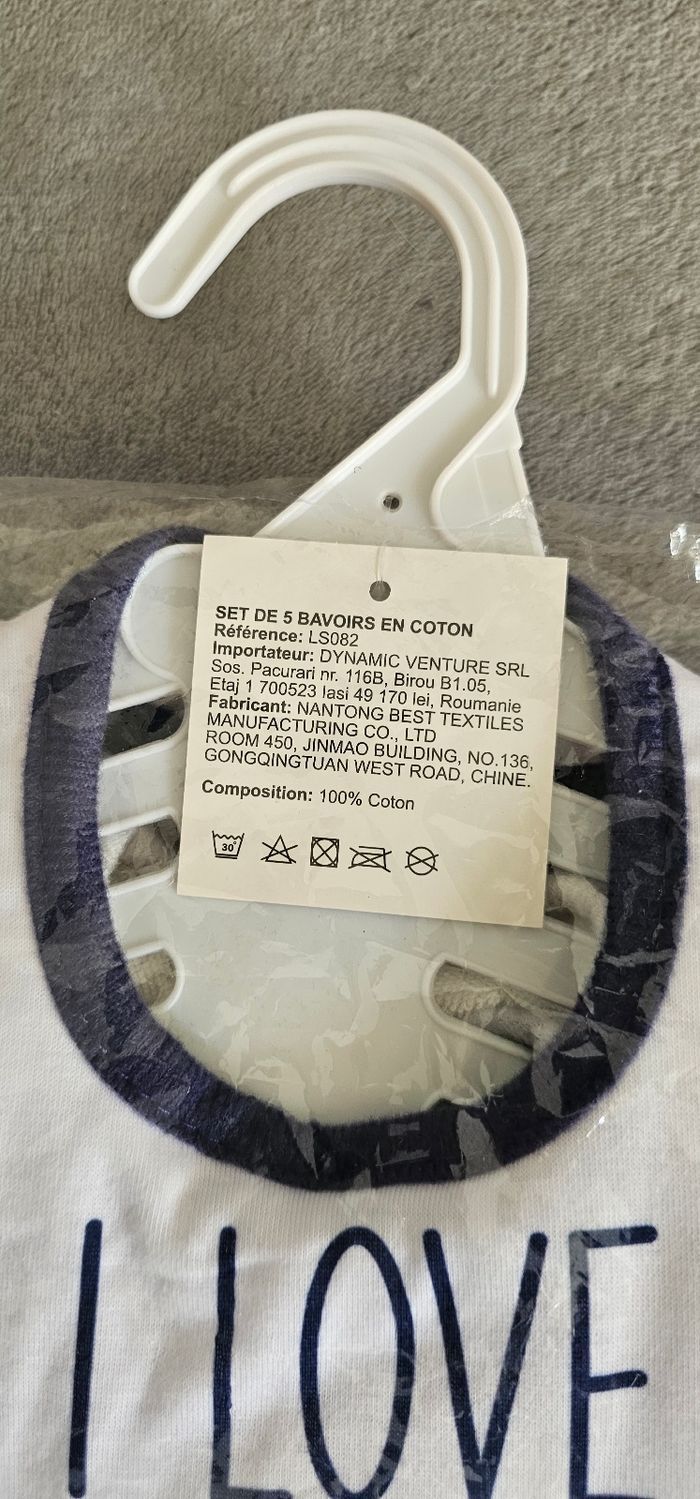 SET DE 5 BAVOIRS EN COTON
Référence: LS082
Importateur: DYNAMIC VENTURE SRL
Sos. Pacurari nr. 116B, Birou B1.05,
Etaj 1 700523 Iasi 49 170 lei, Roumanie
Fabricant: NANTONG BEST TEXTILES
MANUFACTURING CO., LTD
ROOM 450, JINMAO BUILDING, NO.136,
GONGQINGTUAN WEST ROAD, CHINE.
Composition: 100% Coton
30°
I LOVE